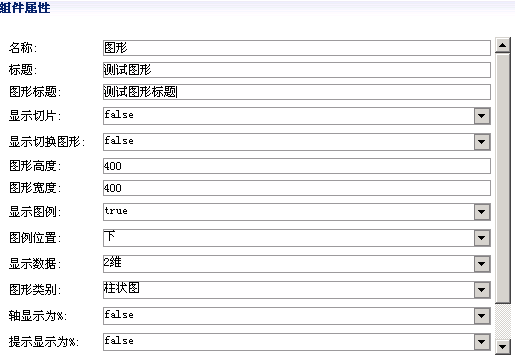 组件属性
名称: 图形
标题: 测试图形
图形标题: 测试图形标题
显示切片: false
显示切换图形: false
图形高度: 400
图形宽度: 400
显示图例: true
图例位置: 下
显示数据: 2维
图形类别: 柱状图
轴显示为%: false
提示显示为%: false